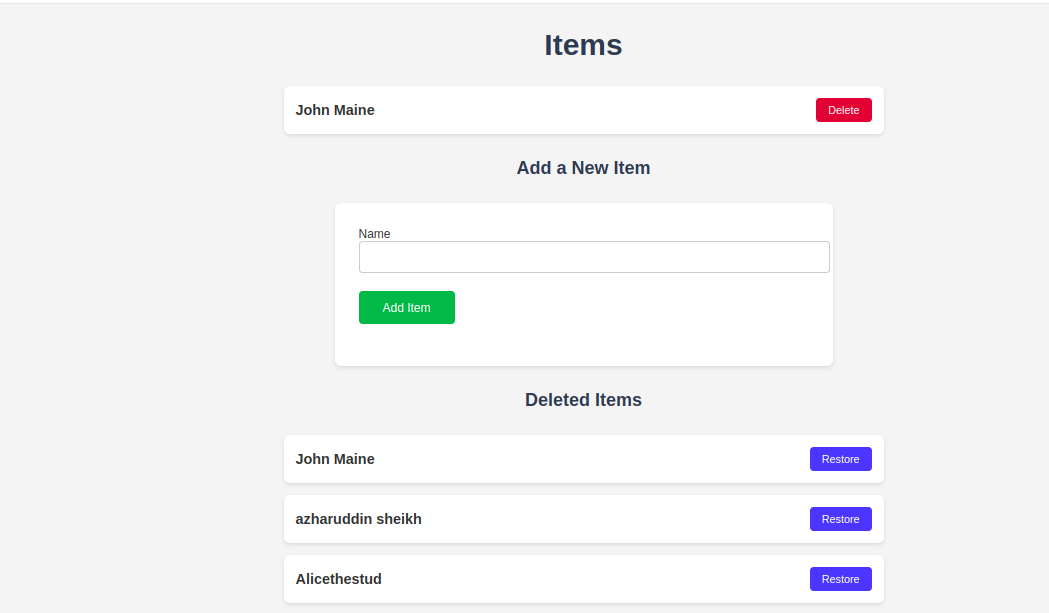 Items
John Maine
Delete
Add a New Item
Name
Add Item
Deleted Items
John Maine
Restore
azharuddin sheikh
Restore
Alicethestud
Restore